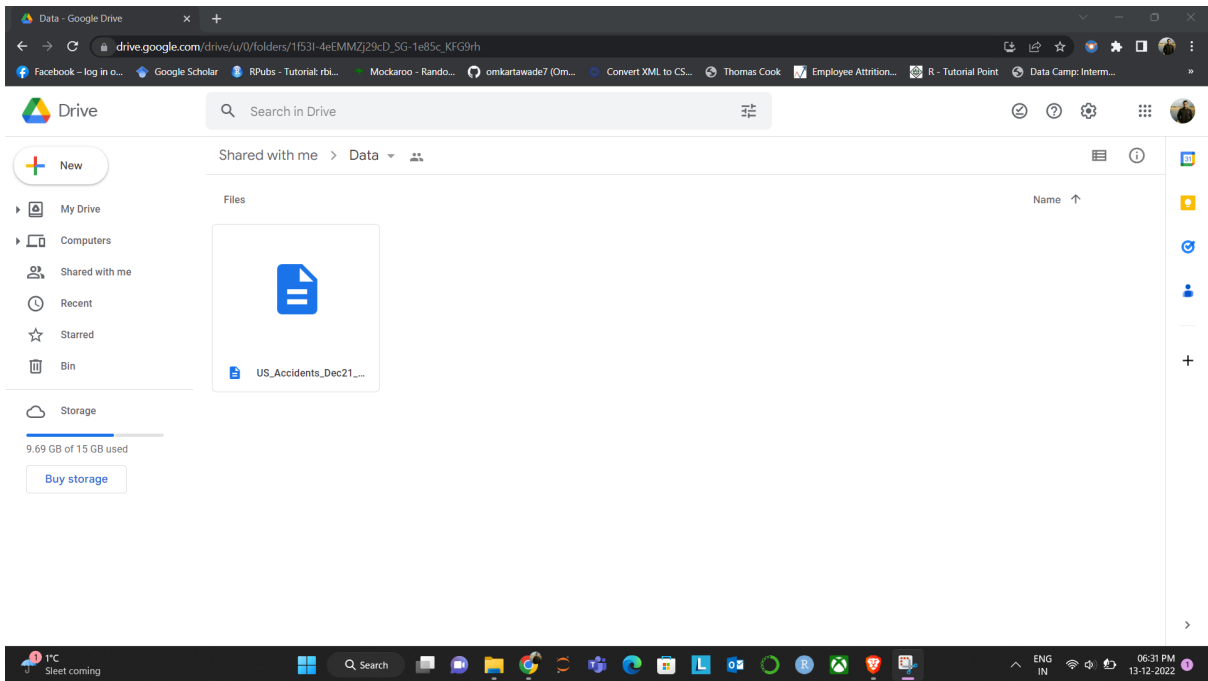 Data - Google Drive
drive.google.com/drive/u/0/folders/1f53I-4eEMMZj29cD_SG-1e85c_KFG9rh
Facebook – log in o... Google Scholar RPubs - Tutorial: rbi... Mockaroo - Rando... omkartawade7 (Om... Convert XML to CS... Thomas Cook Employee Attrition... R - Tutorial Point Data Camp: Interm... »
Drive
Search in Drive
New
Shared with me > Data
31
Files
Name
My Drive
Computers
Shared with me
Recent
Starred
Bin
US_Accidents_Dec21_...
Storage
9.69 GB of 15 GB used
Buy storage
1
1°C
Sleet coming
Search
L
R
ENG
IN
06:31 PM
13-12-2022
1